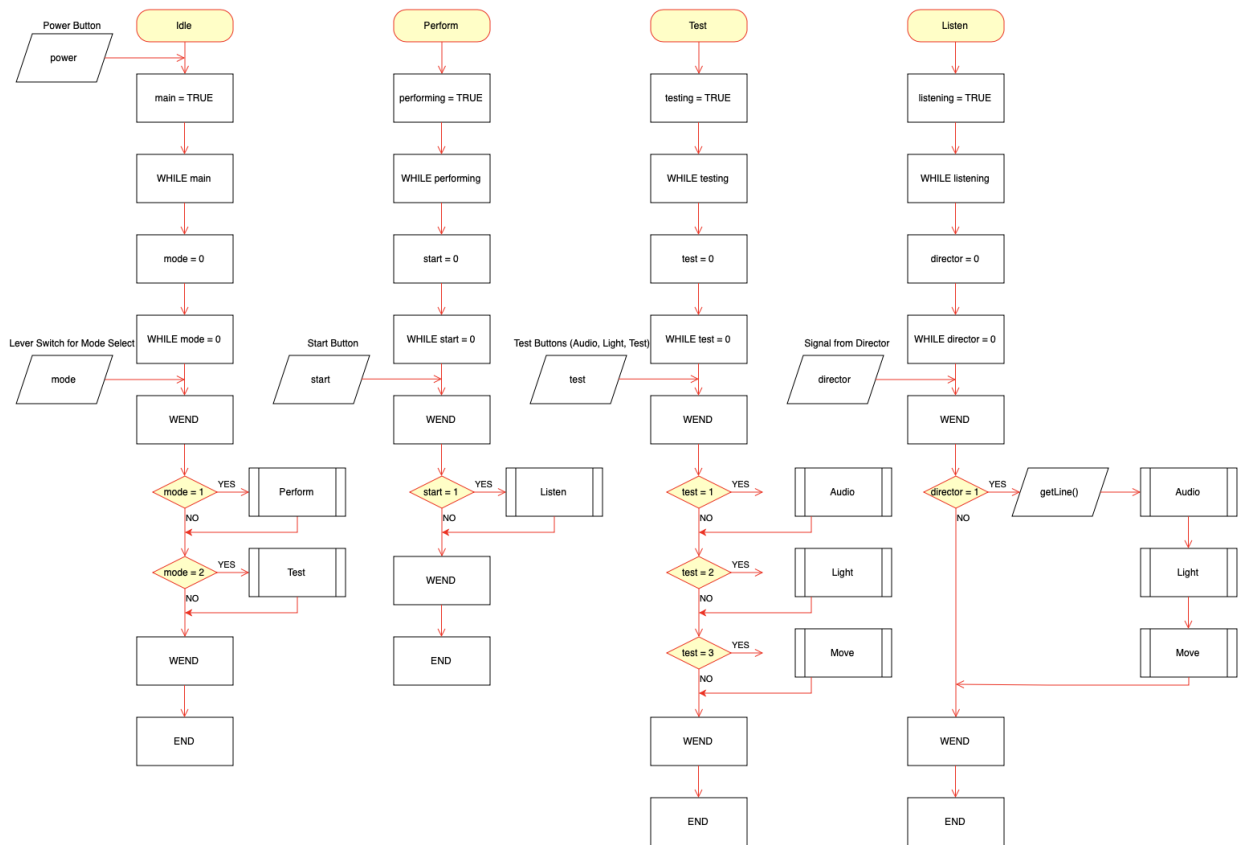 Power Button
power
Idle
main = TRUE
WHILE main
mode = 0
WHILE mode = 0
Lever Switch for Mode Select
mode
WEND
mode = 1
YES
Perform
NO
mode = 2
YES
Test
NO
WEND
END
Perform
performing = TRUE
WHILE performing
start = 0
WHILE start = 0
Start Button
start
WEND
start = 1
YES
Listen
NO
WEND
END
Test
testing = TRUE
WHILE testing
test = 0
WHILE test = 0
Test Buttons (Audio, Light, Test)
test
WEND
test = 1
YES
Audio
NO
test = 2
YES
Light
NO
test = 3
YES
Move
NO
WEND
END
Listen
listening = TRUE
WHILE listening
director = 0
WHILE director = 0
Signal from Director
director
WEND
director = 1
YES
getLine()
Audio
NO
Light
Move
WEND
END